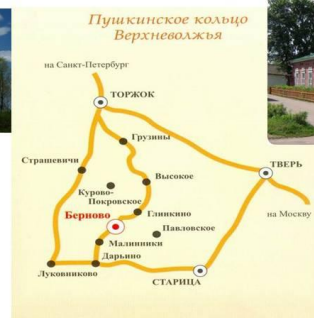 Пушкинское кольцо
Верхневолжья
на Санкт-Петербург
ТОРЖОК
Грузины
Страшевичи
ТВЕРЬ
Высокое
Курово-
Покровское
Берново
Глинкино
на Москву
Павловское
Малинники
Дарьино
Луковниково
СТАРИЦА